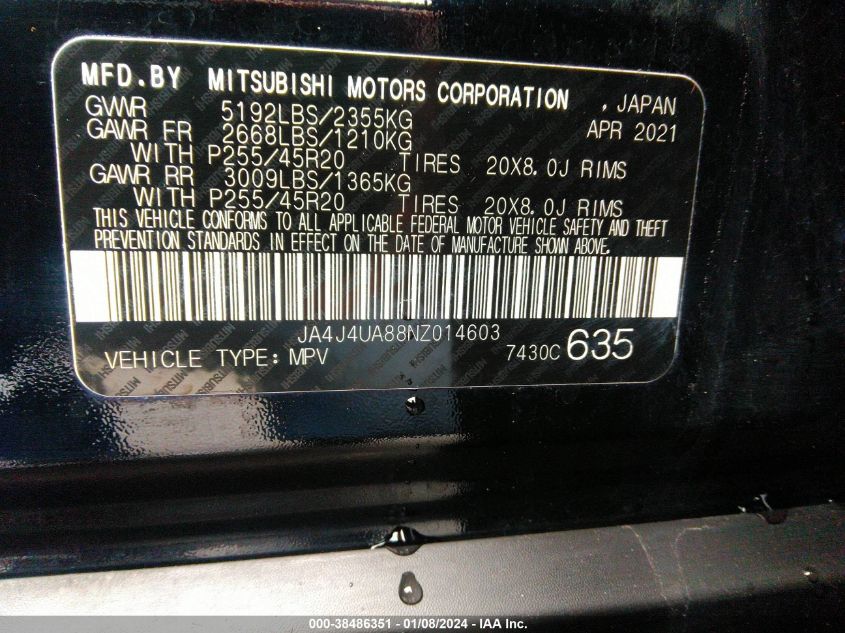 MFD.BY MITSUBISHI MOTORS CORPORATION , JAPAN
GVWR 5192LBS/2355KG APR 2021
GAWR FR 2668LBS/1210KG
WITH P255/45R20 TIRES 20X8.0J RIMS
GAWR RR 3009LBS/1365KG
WITH P255/45R20 TIRES 20X8.0J RIMS
THIS VEHICLE CONFORMS TO ALL APPLICABLE FEDERAL MOTOR VEHICLE SAFETY AND THEFT
PREVENTION STANDARDS IN EFFECT ON THE DATE OF MANUFACTURE SHOWN ABOVE.
JA4J4UA88NZ014603
VEHICLE TYPE: MPV 7430C 635
000-38486351 - 01/08/2024 - IAA Inc.